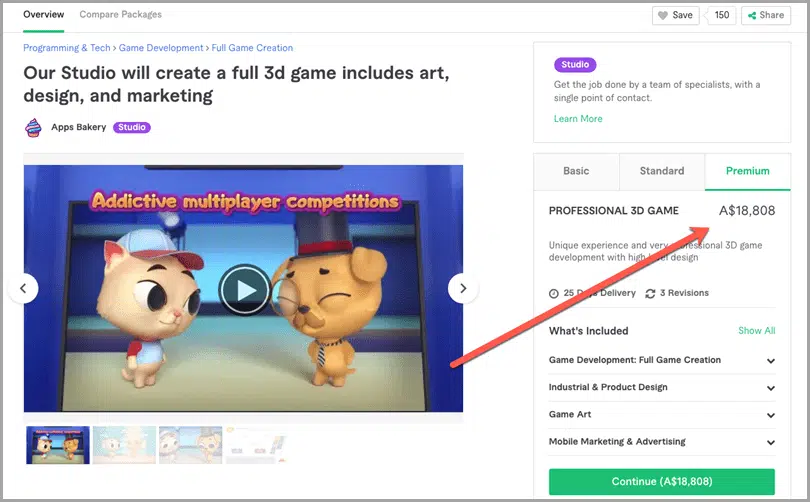 Overview Compare Packages
Save 150 Share
Programming & Tech › Game Development › Full Game Creation
Our Studio will create a full 3d game includes art,
design, and marketing
Apps Bakery Studio
Addictive multiplayer competitions
Studio
Get the job done by a team of specialists, with a
single point of contact.
Learn More
Basic Standard Premium
PROFESSIONAL 3D GAME A$18,808
Unique experience and very professional 3D game
development with high level design
25 Days Delivery 3 Revisions
What's Included Show All
Game Development: Full Game Creation
Industrial & Product Design
Game Art
Mobile Marketing & Advertising
Continue (A$18,808)